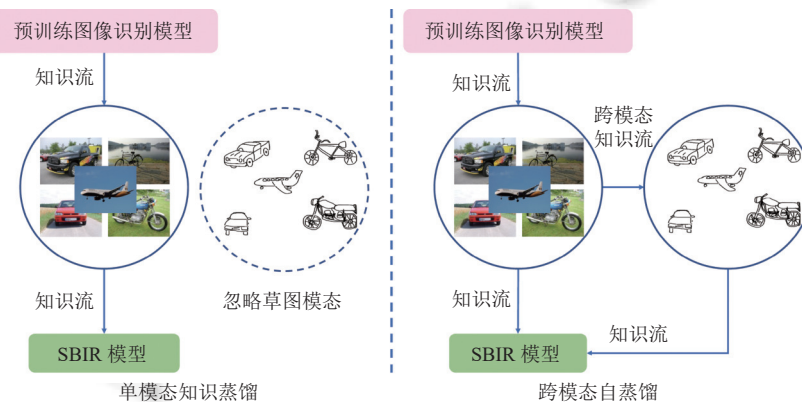 预训练图像识别模型
知识流
知识流
忽略草图模态
SBIR 模型
单模态知识蒸馏
预训练图像识别模型
知识流
跨模态
知识流
知识流
知识流
SBIR 模型
跨模态自蒸馏